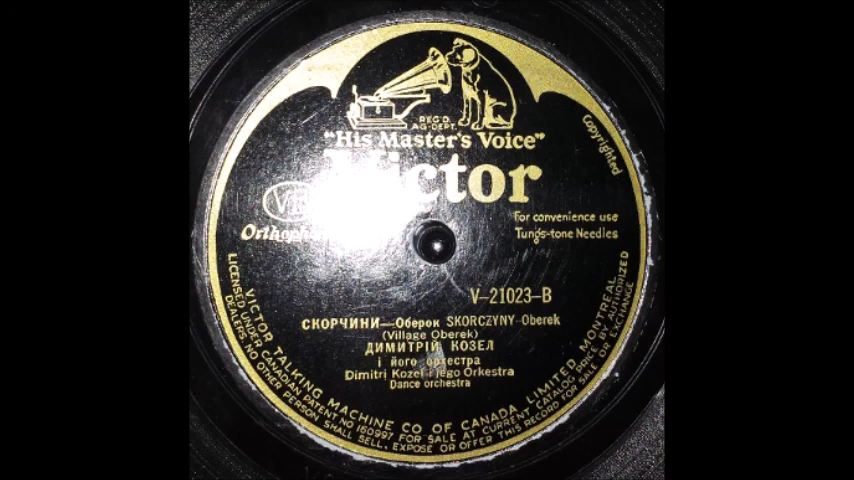 REG'D.
AG-DEPT.
"His Master's Voice"
Victor
Copyrighted
For convenience use
Tungs-tone Needles
V-21023-B
СКОРЧИНИ—Оберок SKORCZYNY-Oberek
(Village Oberek)
ДИМИТРІЙ КОЗЕЛ
і його оркестра
Dimitri Kozel i jego Orkestra
Dance orchestra
VICTOR TALKING MACHINE CO OF CANADA LIMITED MONTREAL
LICENSED UNDER CANADIAN PATENT NO 160997 FOR SALE AT CURRENT CATALOG PRICE BY AUTHORIZED
DEALERS, NO OTHER PERSON SHALL SELL, EXPOSE OR OFFER THIS RECORD FOR SALE OR EXCHANGE